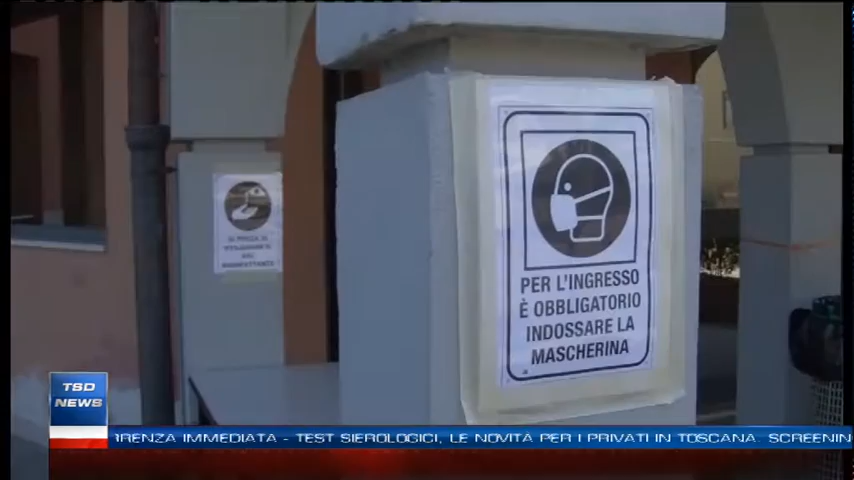 PER L'INGRESSO
È OBBLIGATORIO
INDOSSARE LA
MASCHERINA
TSD
NEWS
RRENZA IMMEDIATA - TEST SIEROLOGICI, LE NOVITÀ PER I PRIVATI IN TOSCANA: SCREENIN